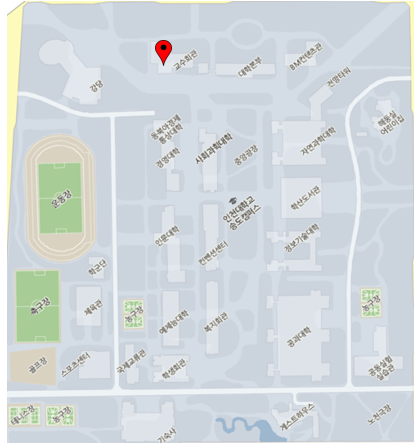 교수회관
대학본부
BM컨텐츠관
전망타워
강당
해동실
어린이집
동북아경제
통상대학
경영대학
사회과학대학
중앙광장
자연과학대학
운동장
학산도서관
인천대학교
송도캠퍼스
인문대학
컨벤션센터
정보기술대학
학군단
축구장
체육관
농구장
예체능대학
복지회관
공과대학
농구장
골프장
스포츠센터
국제교류관
학생회관
공동실험
실습관
테니스장
농구장
기숙사
게스트하우스
노천극장